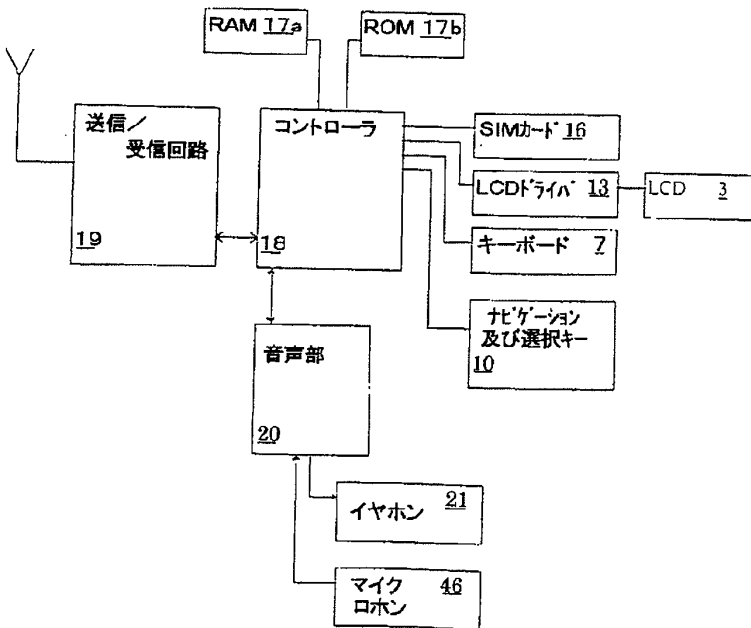 RAM 17a
ROM 17b
送信/
受信回路
19
コントローラ
18
SIMカード 16
LCDドライバ 13
LCD 3
キーボード 7
ナビゲーション
及び選択キー
10
音声部
20
イヤホン 21
マイク
ロホン
46